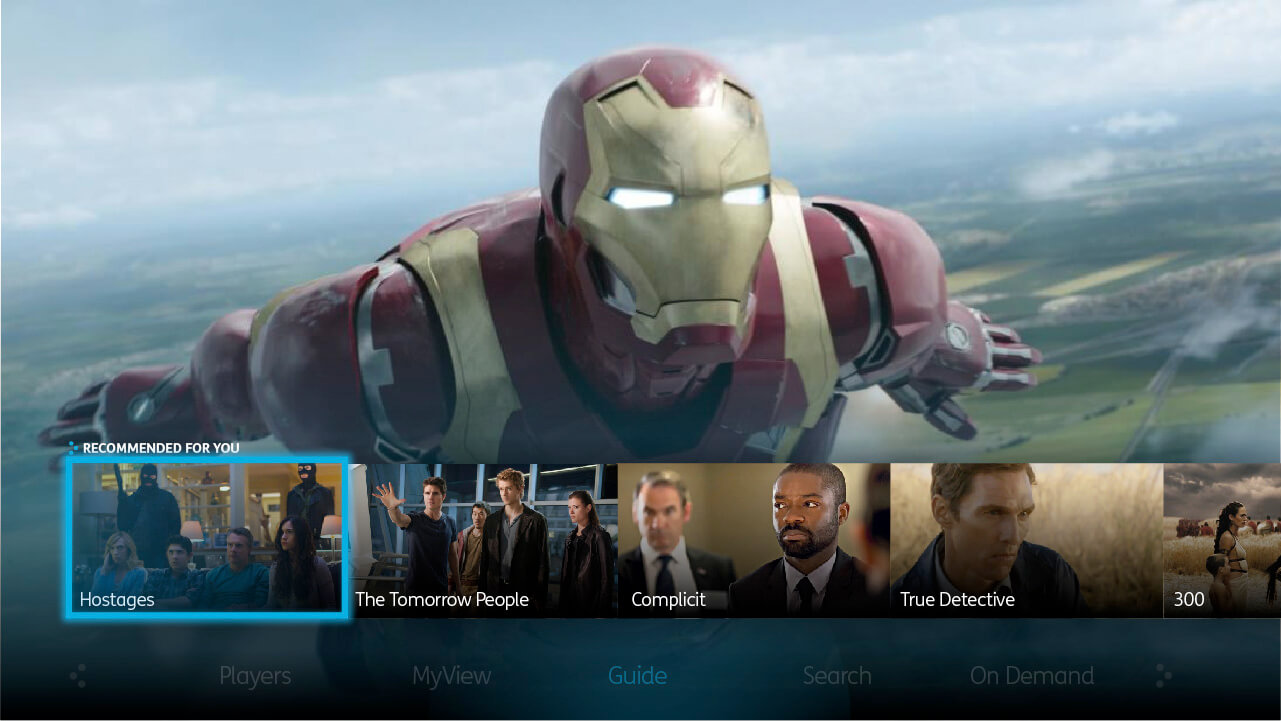 RECOMMENDED FOR YOU
Hostages
The Tomorrow People
Complicit
True Detective
300
Players
MyView
Guide
Search
On Demand